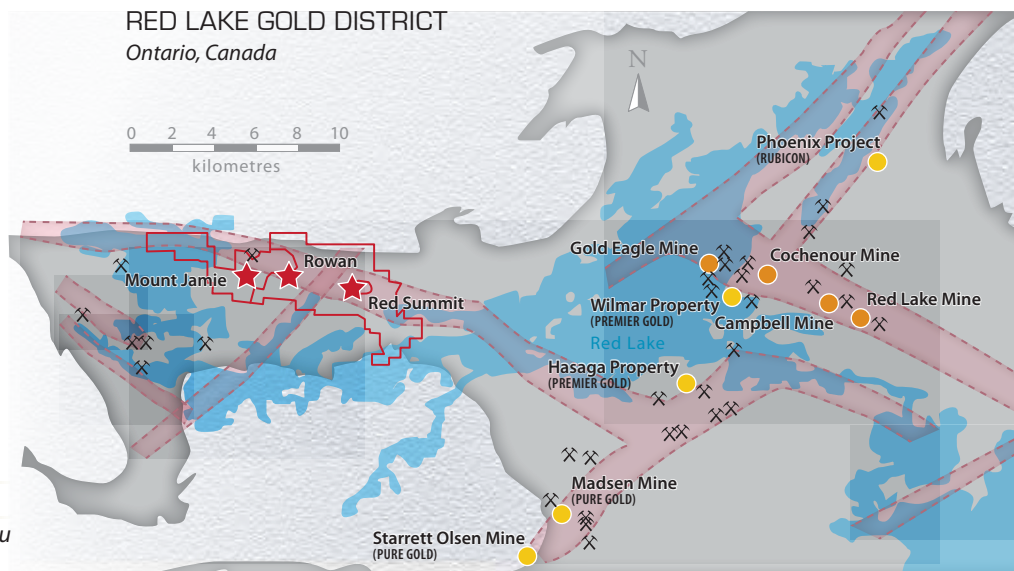 RED LAKE GOLD DISTRICT
Ontario, Canada
N
0 2 4 6 8 10
kilometres
Phoenix Project
(RUBICON)
Gold Eagle Mine
Cochenour Mine
Rowan
Mount Jamie
Red Summit
Wilmar Property
(PREMIER GOLD)
Red Lake Mine
Campbell Mine
Red Lake
Hasaga Property
(PREMIER GOLD)
Madsen Mine
(PURE GOLD)
Starrett Olsen Mine
(PURE GOLD)
u